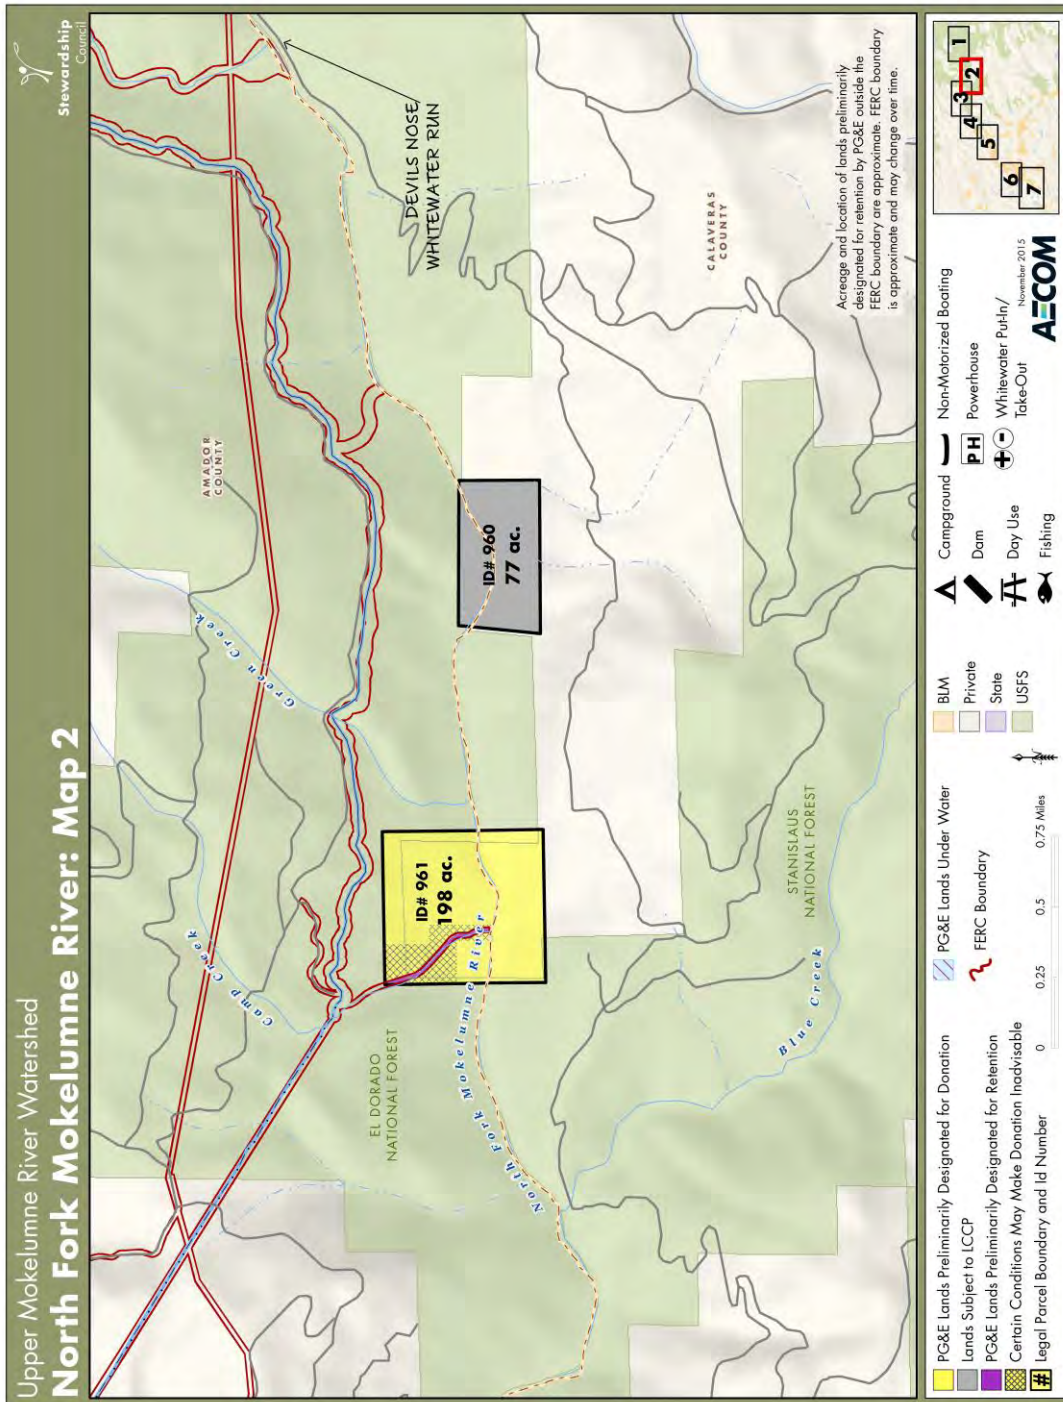 Upper Mokelumne River Watershed
North Fork Mokelumne River: Map 2
Stewardship
Council
AMADOR
COUNTY
DEVILS NOSE
WHITEWATER RUN
Camp Creek
Green Creek
ID# 961
198 ac.
ID# 960
77 ac.
EL DORADO
NATIONAL FOREST
North Fork Mokelumne River
CALAVERAS
COUNTY
STANISLAUS
NATIONAL FOREST
Blue Creek
Acreage and location of lands preliminarily
designated for retention by PG&E outside the
FERC boundary are approximate. FERC boundary
is approximate and may change over time.
PG&E Lands Preliminarily Designated for Donation
Lands Subject to LCCP
PG&E Lands Preliminarily Designated for Retention
Certain Conditions May Make Donation Inadvisable
# Legal Parcel Boundary and Id Number
PG&E Lands Under Water
FERC Boundary
0 0.25 0.5 0.75 Miles
N
BLM
Private
State
USFS
Campground
Dam
Day Use
Fishing
Non-Motorized Boating
PH Powerhouse
Whitewater Put-In/
Take-Out
November 2015
AECOM
1
2
3
4
5
6
7